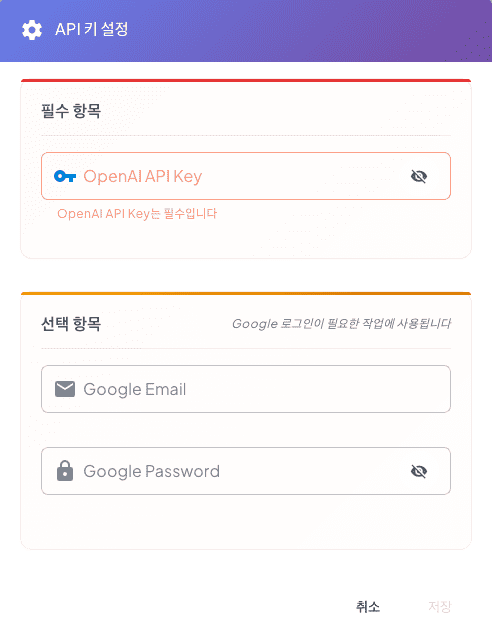 API 키 설정
필수 항목
OpenAI API Key
OpenAI API Key는 필수입니다
선택 항목
Google 로그인이 필요한 작업에 사용됩니다
Google Email
Google Password
취소
저장